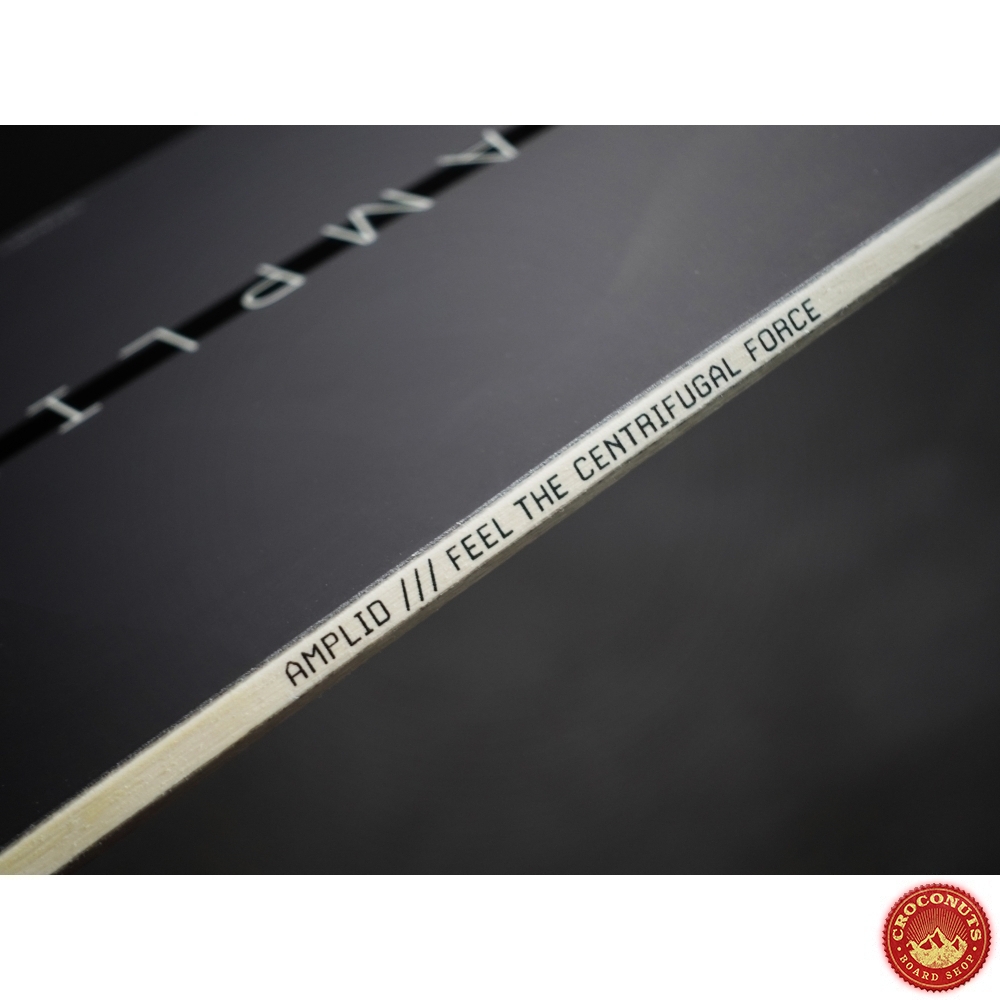 AMPLI
AMPLID /// FEEL THE CENTRIFUGAL FORCE
CROCONUTS
BOARD SHOP